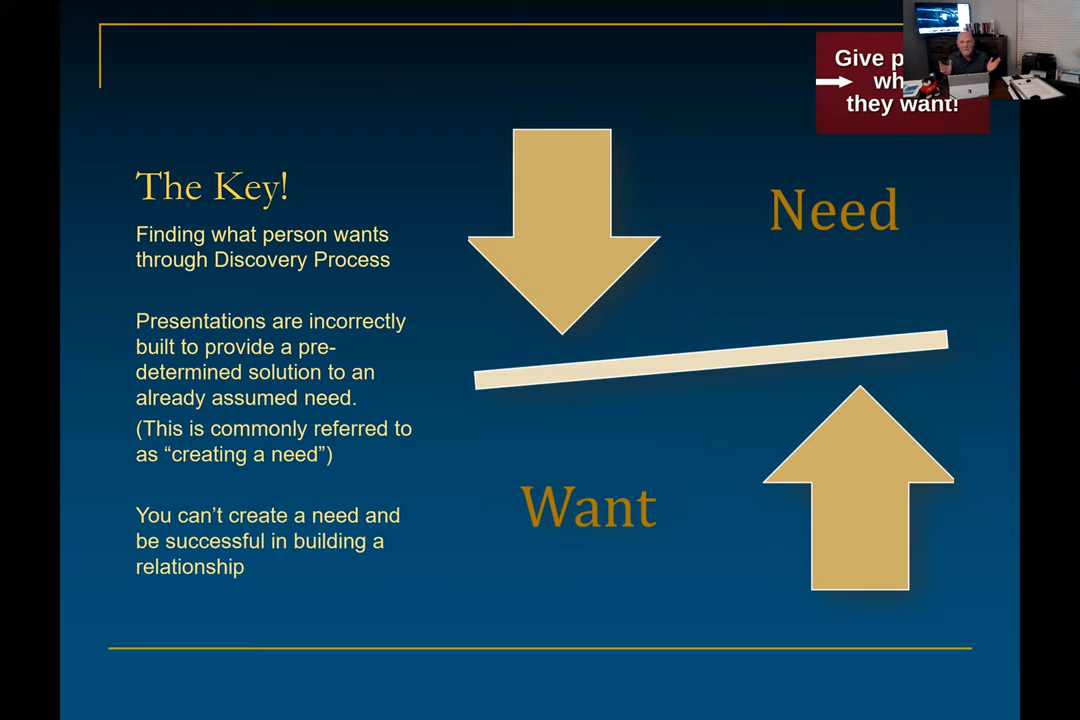 Give p
wh
they want!
The Key!
Finding what person wants
through Discovery Process
Presentations are incorrectly
built to provide a pre-
determined solution to an
already assumed need.
(This is commonly referred to
as “creating a need”)
You can’t create a need and
be successful in building a
relationship
Need
Want